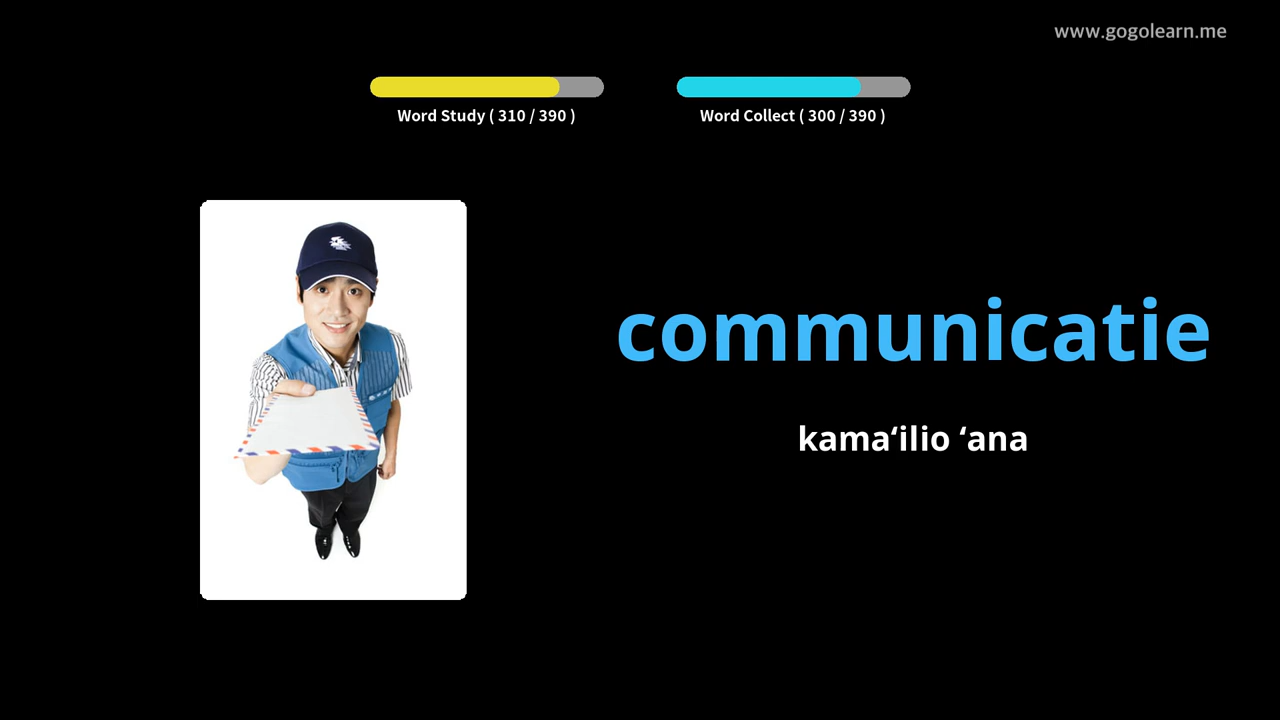 www.gogolearn.me
Word Study ( 310 / 390 )
Word Collect ( 300 / 390 )
communicatie
kamaʻilio ʻana